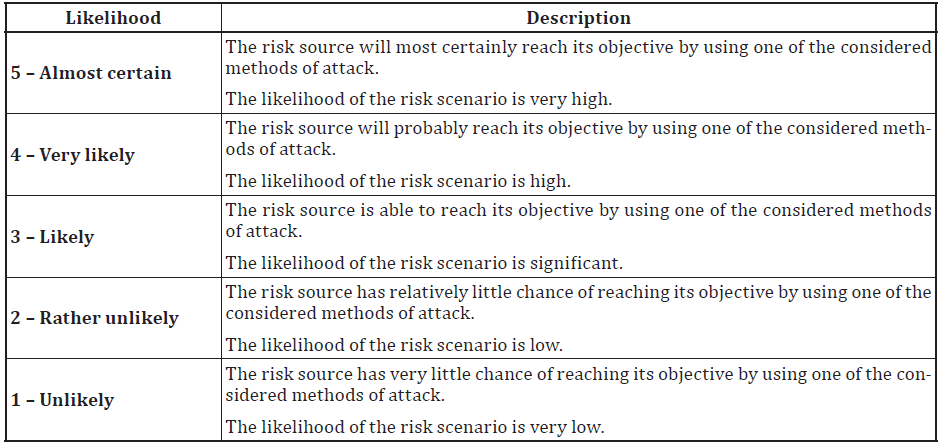 Likelihood
Description
5 – Almost certain
The risk source will most certainly reach its objective by using one of the considered
methods of attack.
The likelihood of the risk scenario is very high.
4 – Very likely
The risk source will probably reach its objective by using one of the considered meth-
ods of attack.
The likelihood of the risk scenario is high.
3 – Likely
The risk source is able to reach its objective by using one of the considered methods
of attack.
The likelihood of the risk scenario is significant.
2 – Rather unlikely
The risk source has relatively little chance of reaching its objective by using one of the
considered methods of attack.
The likelihood of the risk scenario is low.
1 – Unlikely
The risk source has very little chance of reaching its objective by using one of the con-
sidered methods of attack.
The likelihood of the risk scenario is very low.